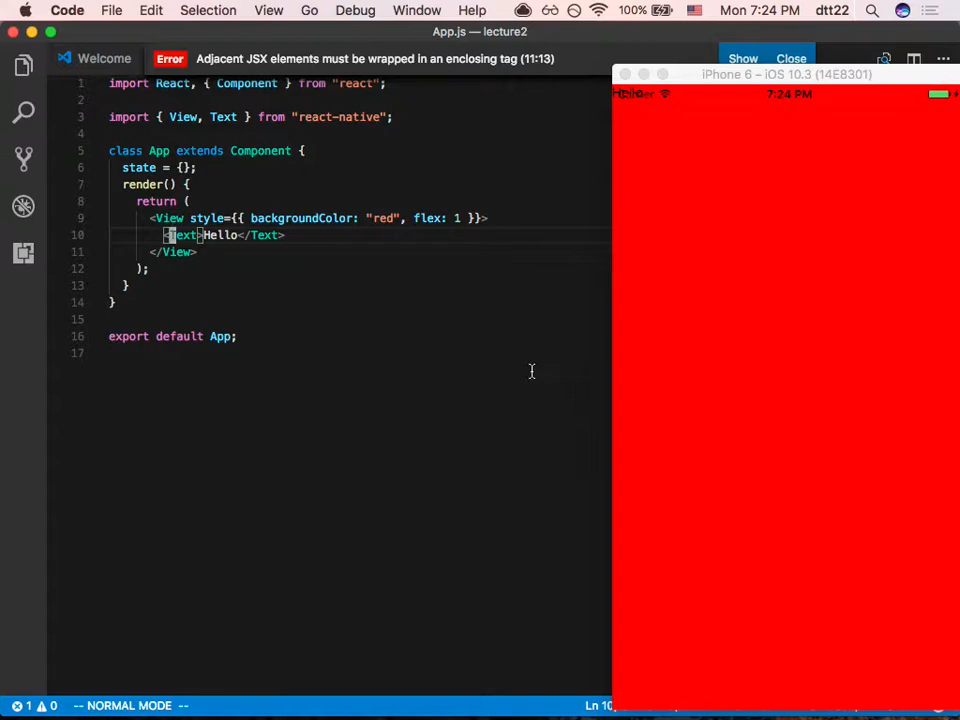 Code File Edit Selection View Go Debug Window Help 100% Mon 7:24 PM dtt22
App.js — lecture2
Welcome Error Adjacent JSX elements must be wrapped in an enclosing tag (11:13) Show Close
iPhone 6 – iOS 10.3 (14E8301)
Hello 7:24 PM
1 import React, { Component } from "react";
2
3 import { View, Text } from "react-native";
4
5 class App extends Component {
6 state = {};
7 render() {
8 return (
9 <View style={{ backgroundColor: "red", flex: 1 }}>
10 <Text>Hello</Text>
11 </View>
12 );
13 }
14 }
15
16 export default App;
17
1 0 -- NORMAL MODE -- Ln 10